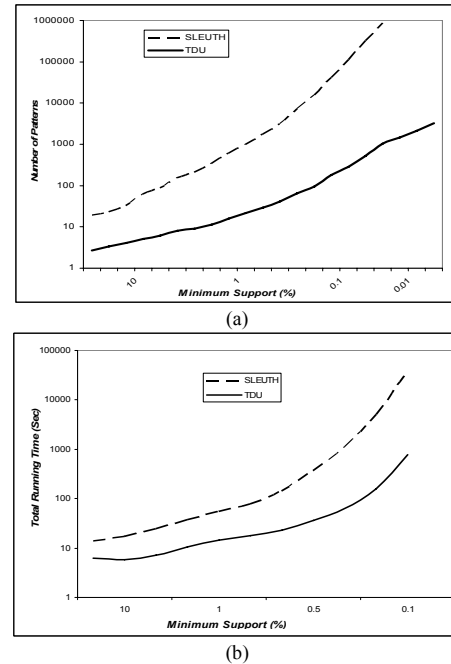 1000000
100000
10000
1000
100
10
1
Number of Patterns
SLEUTH
TDU
10
1
0.1
0.01
Minimum Support (%)
(a)
100000
10000
1000
100
10
1
Total Running Time (Sec)
SLEUTH
TDU
10
1
0.5
0.1
Minimum Support (%)
(b)